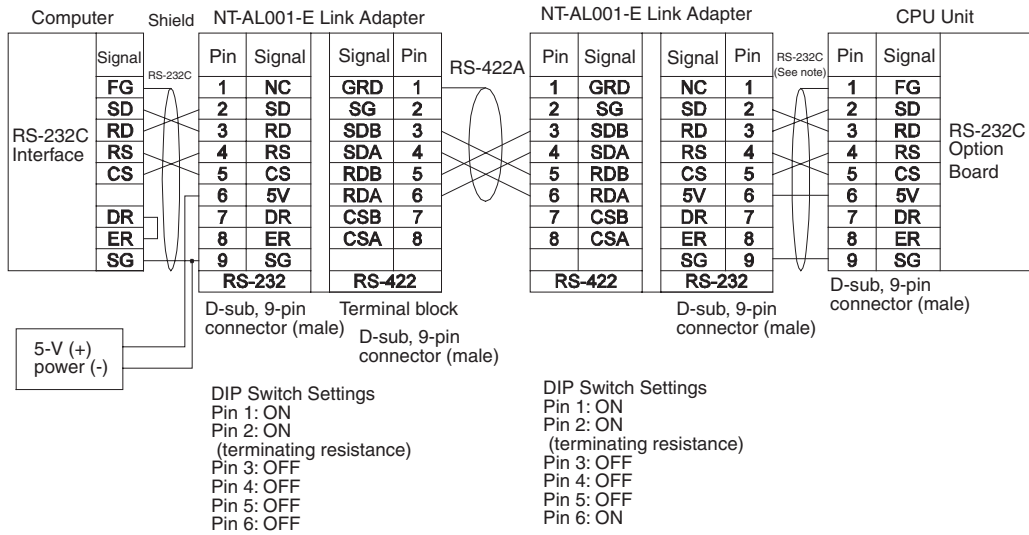 Computer
Shield
NT-AL001-E Link Adapter
NT-AL001-E Link Adapter
CPU Unit
Signal
FG
SD
RD
RS
CS
DR
ER
SG
RS-232C
Interface
RS-232C
Pin Signal
1 NC
2 SD
3 RD
4 RS
5 CS
6 5V
7 DR
8 ER
9 SG
RS-232
Signal Pin
GRD 1
SG 2
SDB 3
SDA 4
RDB 5
RDA 6
CSB 7
CSA 8
RS-422
RS-422A
Pin Signal
1 GRD
2 SG
3 SDB
4 SDA
5 RDB
6 RDA
7 CSB
8 CSA
RS-422
Signal Pin
NC 1
SD 2
RD 3
RS 4
CS 5
5V 6
DR 7
ER 8
SG 9
RS-232
RS-232C
(See note)
Pin Signal
1 FG
2 SD
3 RD
4 RS
5 CS
6 5V
7 DR
8 ER
9 SG
RS-232C
Option
Board
D-sub, 9-pin
connector (male)
Terminal block
D-sub, 9-pin
connector (male)
D-sub, 9-pin
connector (male)
D-sub, 9-pin
connector (male)
5-V (+)
power (-)
DIP Switch Settings
Pin 1: ON
Pin 2: ON
(terminating resistance)
Pin 3: OFF
Pin 4: OFF
Pin 5: OFF
Pin 6: OFF
DIP Switch Settings
Pin 1: ON
Pin 2: ON
(terminating resistance)
Pin 3: OFF
Pin 4: OFF
Pin 5: OFF
Pin 6: ON